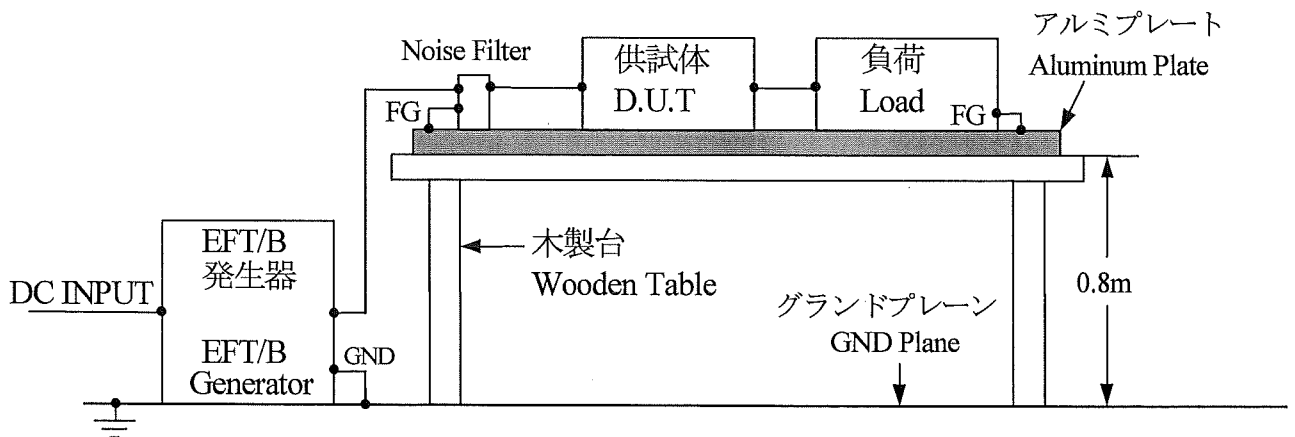 アルミプレート
Aluminum Plate
Noise Filter
供試体
D.U.T
負荷
Load
FG
FG
EFT/B
発生器
EFT/B
Generator
DC INPUT
GND
木製台
Wooden Table
グランドプレーン
GND Plane
0.8m